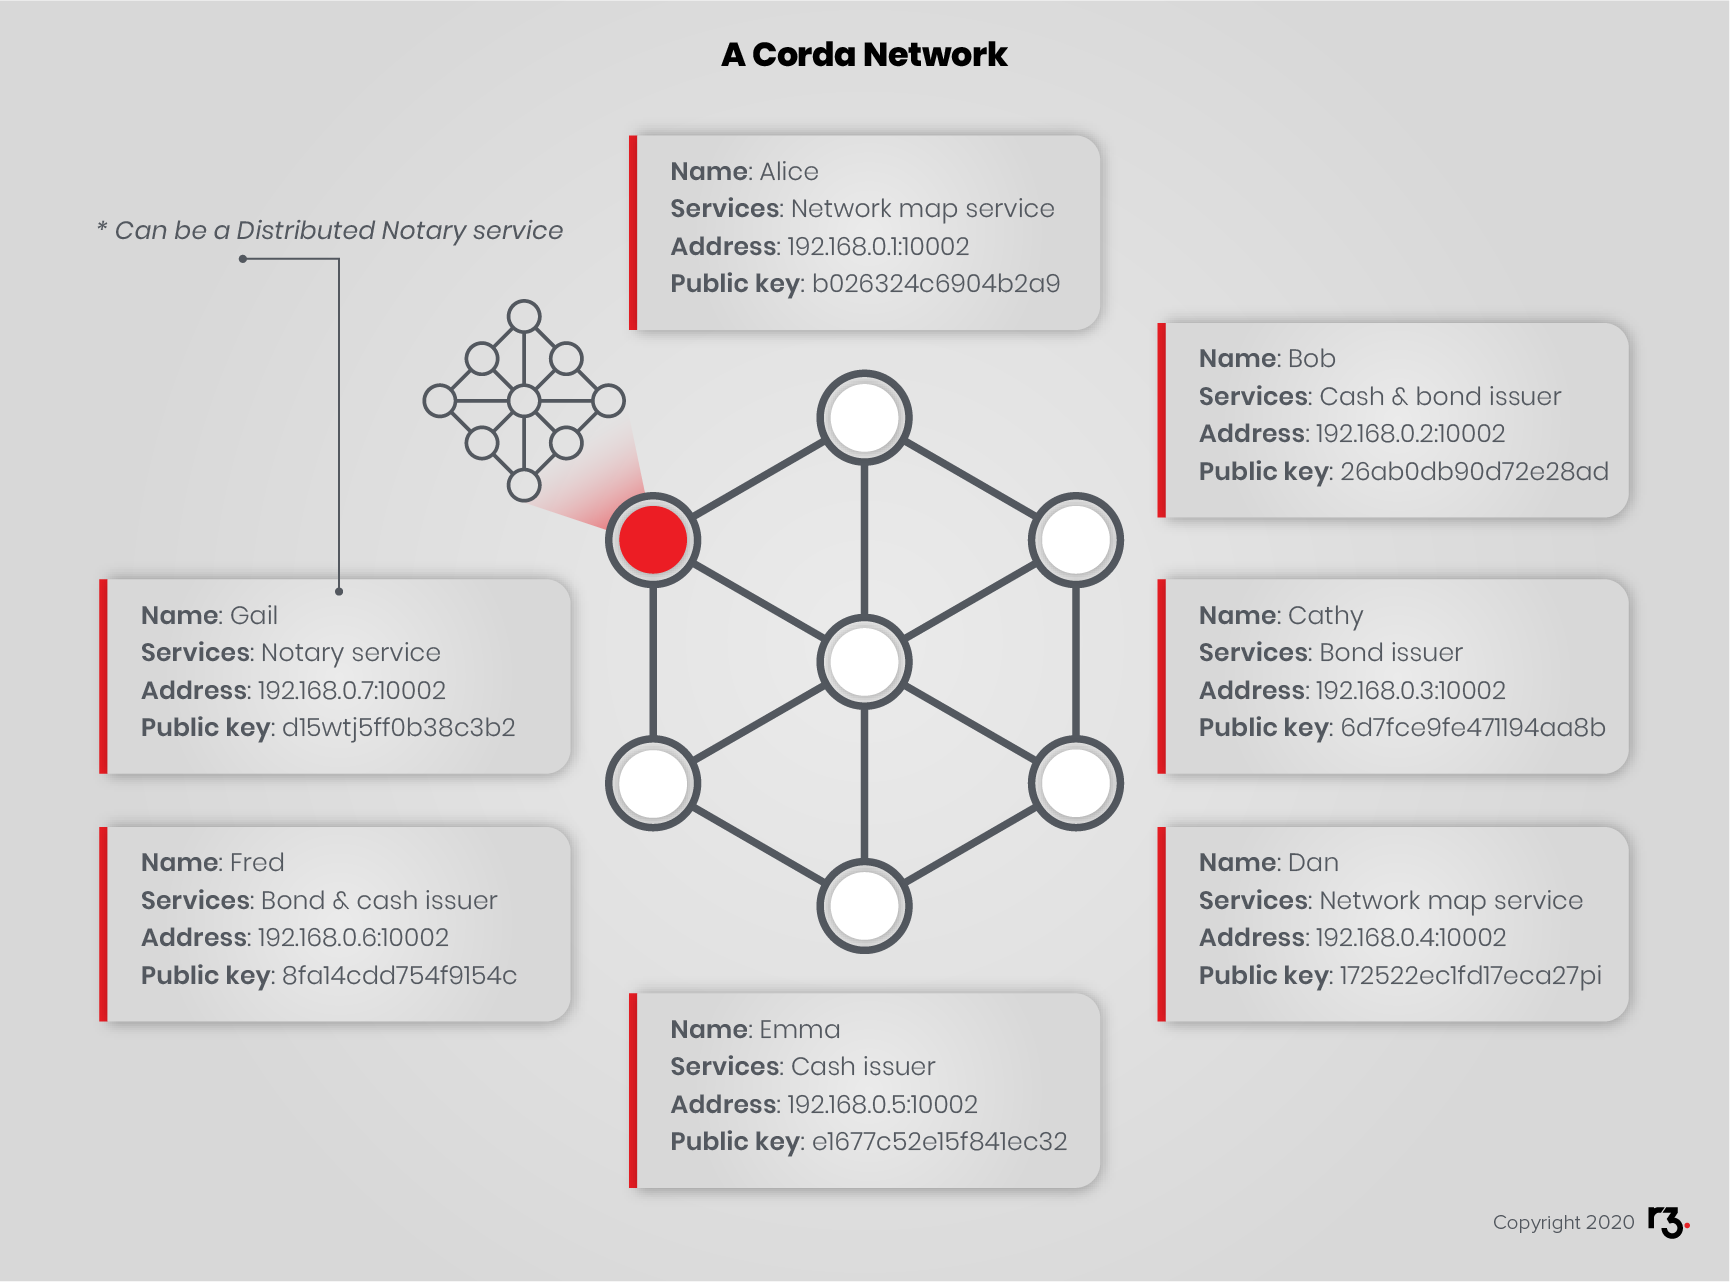 A Corda Network
Name: Alice
Services: Network map service
Address: 192.168.0.1:10002
Public key: b026324c6904b2a9
* Can be a Distributed Notary service
Name: Bob
Services: Cash & bond issuer
Address: 192.168.0.2:10002
Public key: 26ab0db90d72e28ad
Name: Gail
Services: Notary service
Address: 192.168.0.7:10002
Public key: d15wtj5ff0b38c3b2
Name: Cathy
Services: Bond issuer
Address: 192.168.0.3:10002
Public key: 6d7fce9fe471194aa8b
Name: Fred
Services: Bond & cash issuer
Address: 192.168.0.6:10002
Public key: 8fa14cdd754f9154c
Name: Dan
Services: Network map service
Address: 192.168.0.4:10002
Public key: 172522ec1fd17eca27pi
Name: Emma
Services: Cash issuer
Address: 192.168.0.5:10002
Public key: e1677c52e15f841ec32
Copyright 2020 r3.